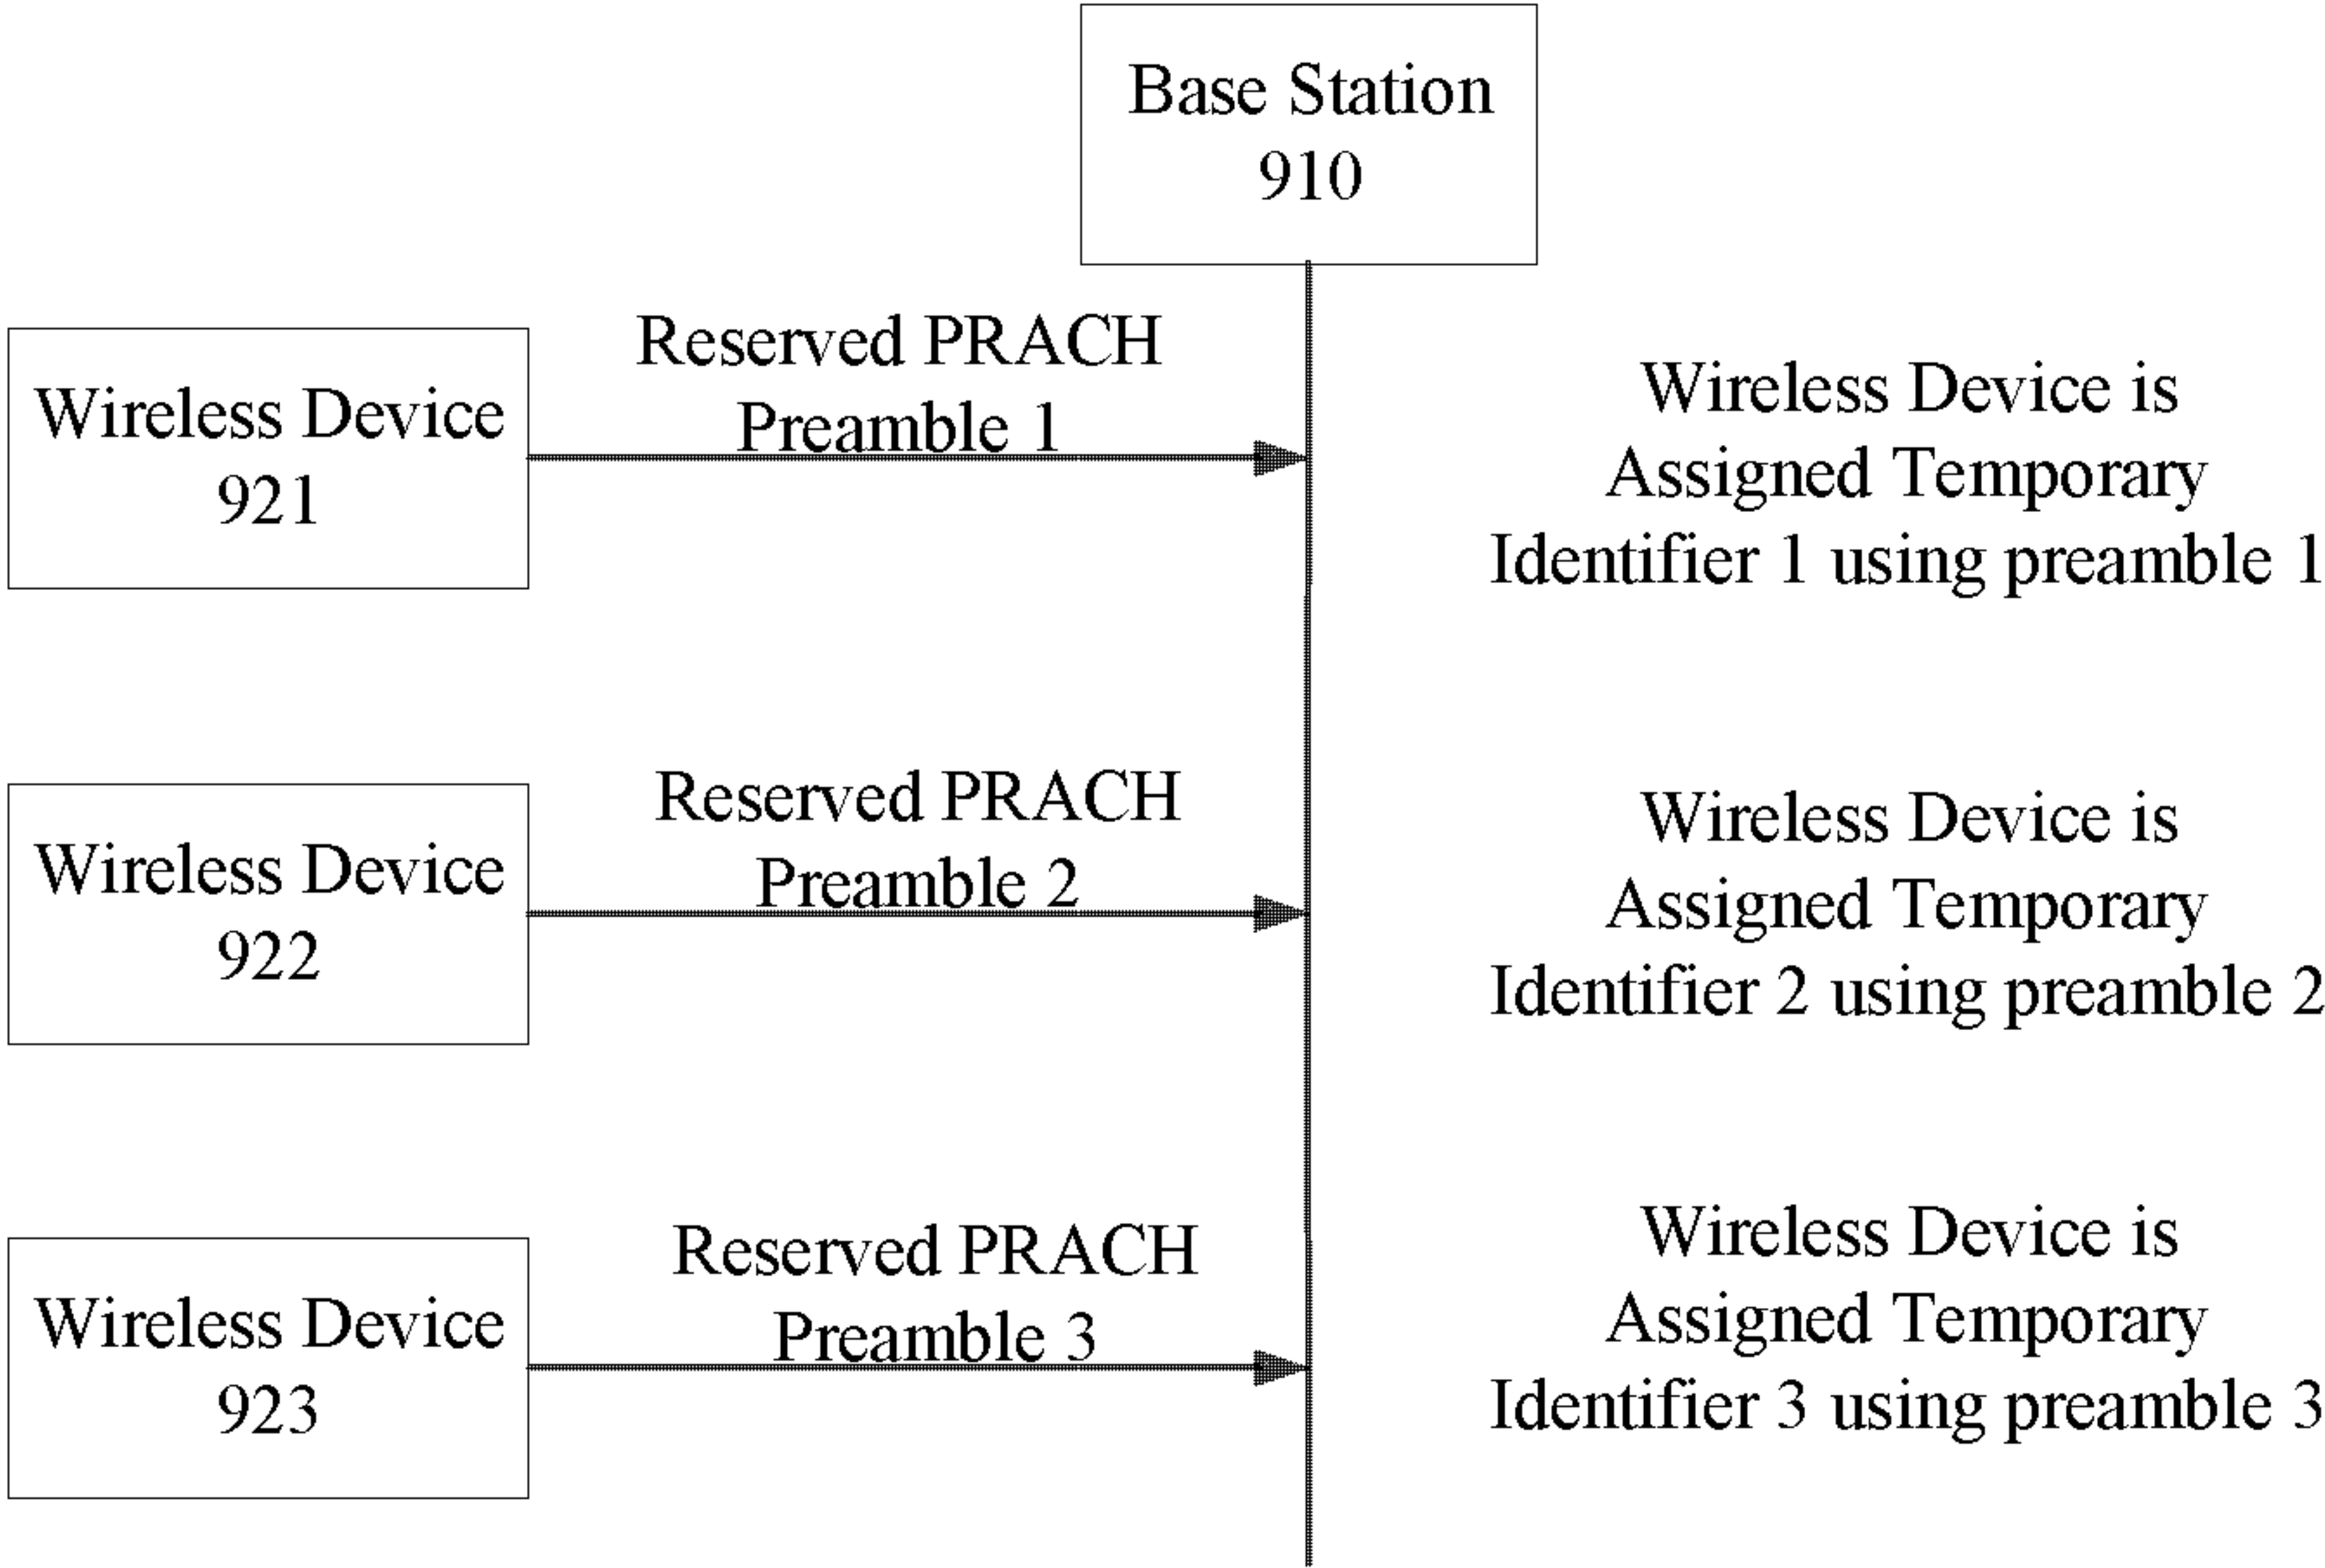 Base Station
910
Wireless Device
921
Reserved PRACH
Preamble 1
Wireless Device is
Assigned Temporary
Identifier 1 using preamble 1
Wireless Device
922
Reserved PRACH
Preamble 2
Wireless Device is
Assigned Temporary
Identifier 2 using preamble 2
Wireless Device
923
Reserved PRACH
Preamble 3
Wireless Device is
Assigned Temporary
Identifier 3 using preamble 3